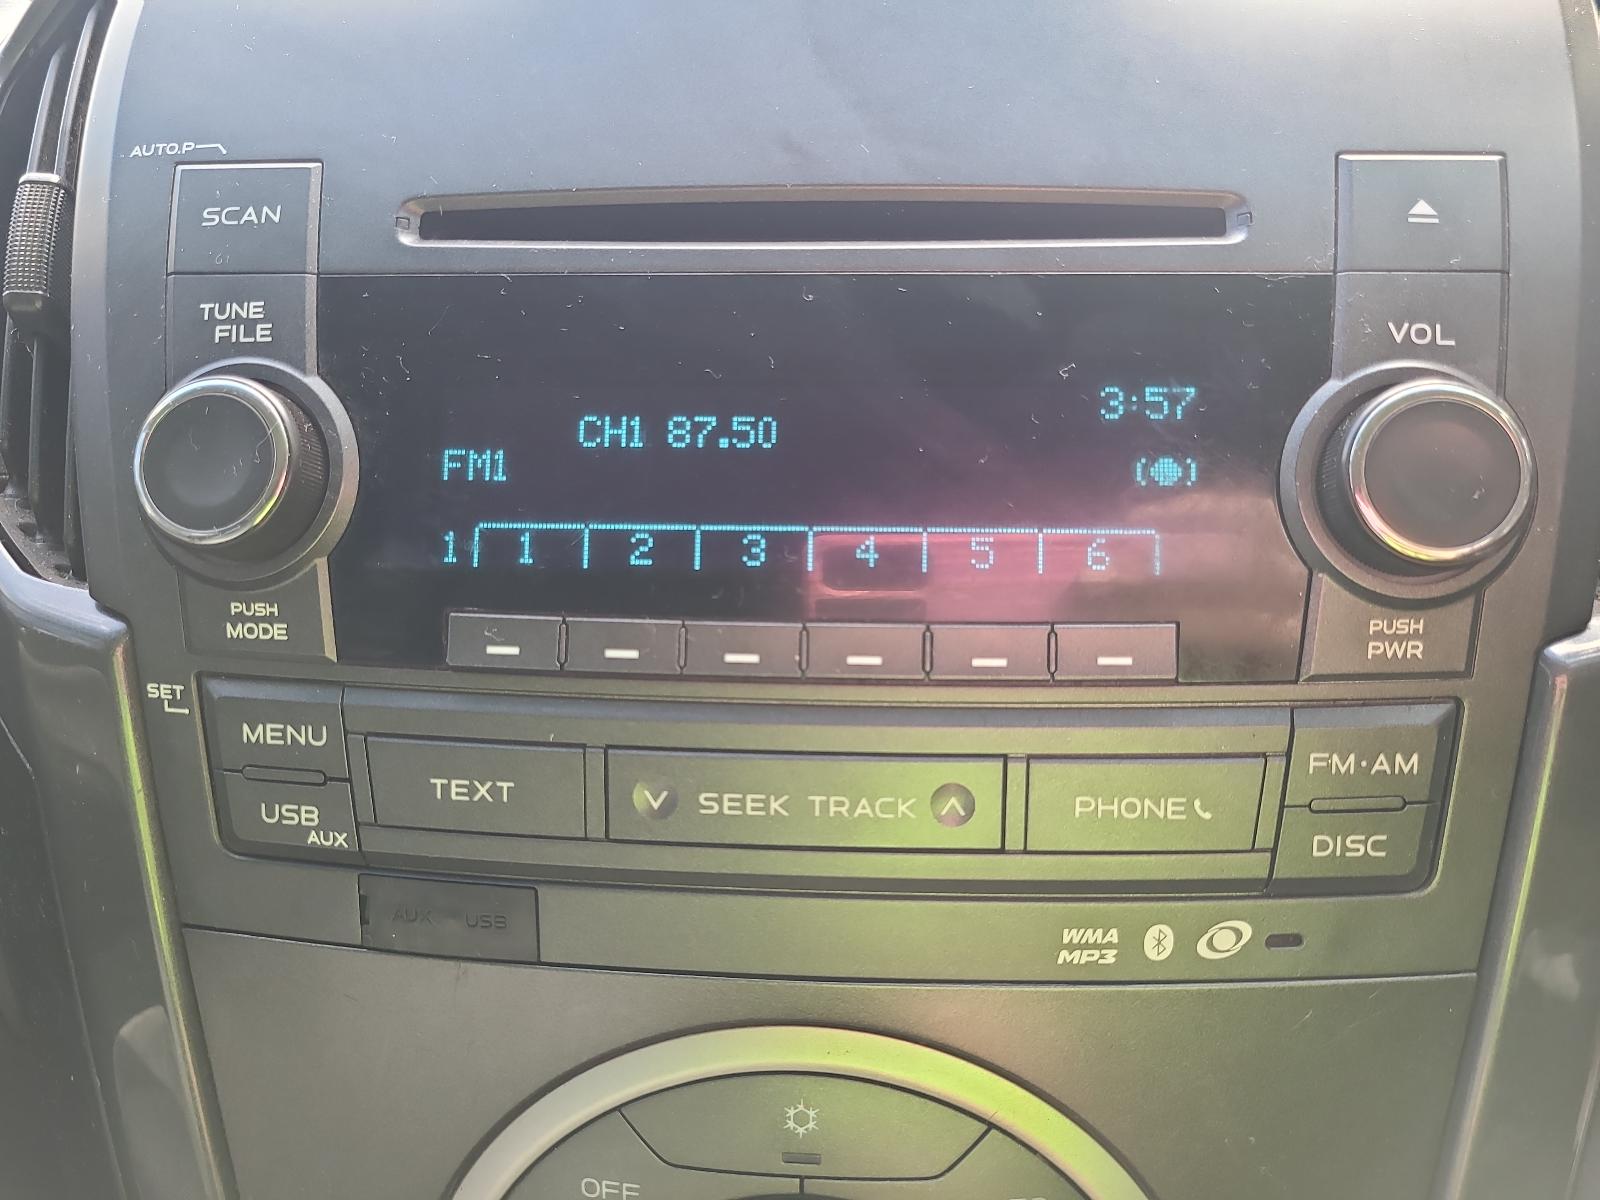 AUTO.P
SCAN
TUNE
FILE
VOL
3:57
CH1 87.50
FM1
1 1 2 3 4 5 6
PUSH
MODE
PUSH
PWR
SET
MENU
USB
AUX
TEXT
SEEK TRACK
PHONE
FM·AM
DISC
AUX USB
WMA
MP3
OFF